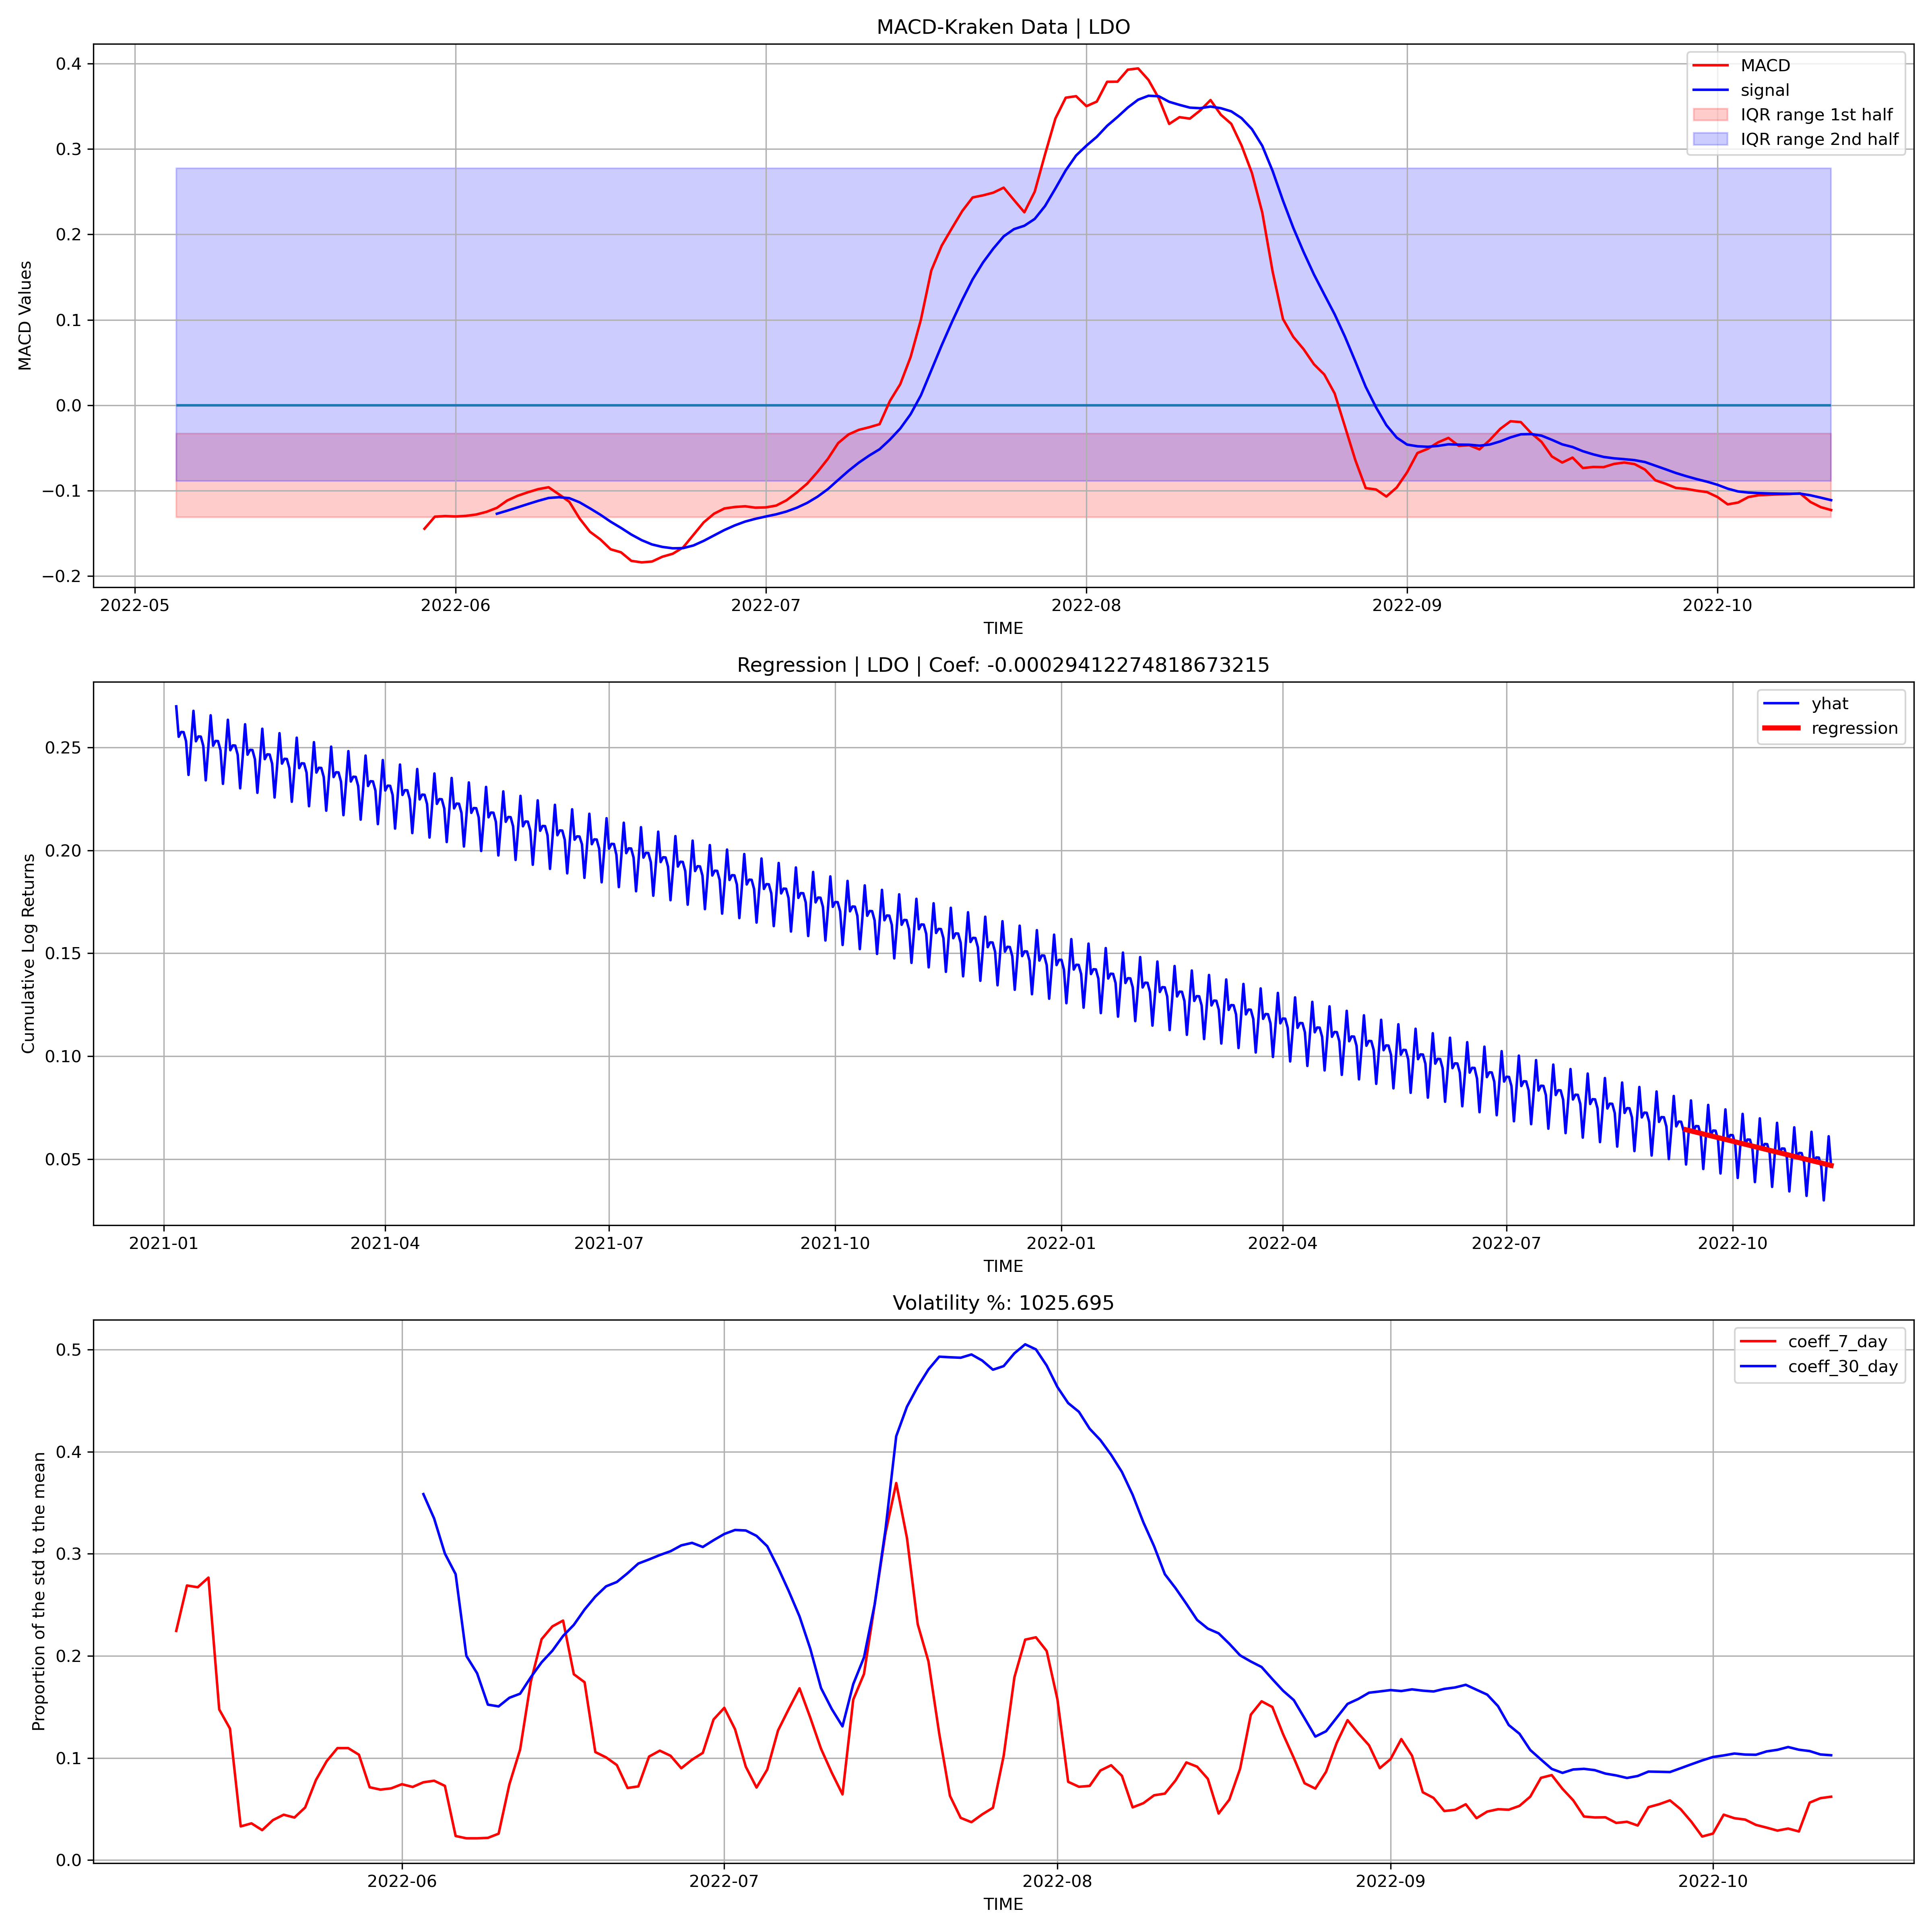 MACD-Kraken Data | LDO
MACD Values
0.4
0.3
0.2
0.1
0.0
−0.1
−0.2
MACD
signal
IQR range 1st half
IQR range 2nd half
2022-05 2022-06 2022-07 2022-08 2022-09 2022-10
TIME
Regression | LDO | Coef: -0.00029412274818673215
Cumulative Log Returns
0.25
0.20
0.15
0.10
0.05
yhat
regression
2021-01 2021-04 2021-07 2021-10 2022-01 2022-04 2022-07 2022-10
TIME
Volatility %: 1025.695
Proportion of the std to the mean
0.5
0.4
0.3
0.2
0.1
0.0
coeff_7_day
coeff_30_day
2022-06 2022-07 2022-08 2022-09 2022-10
TIME